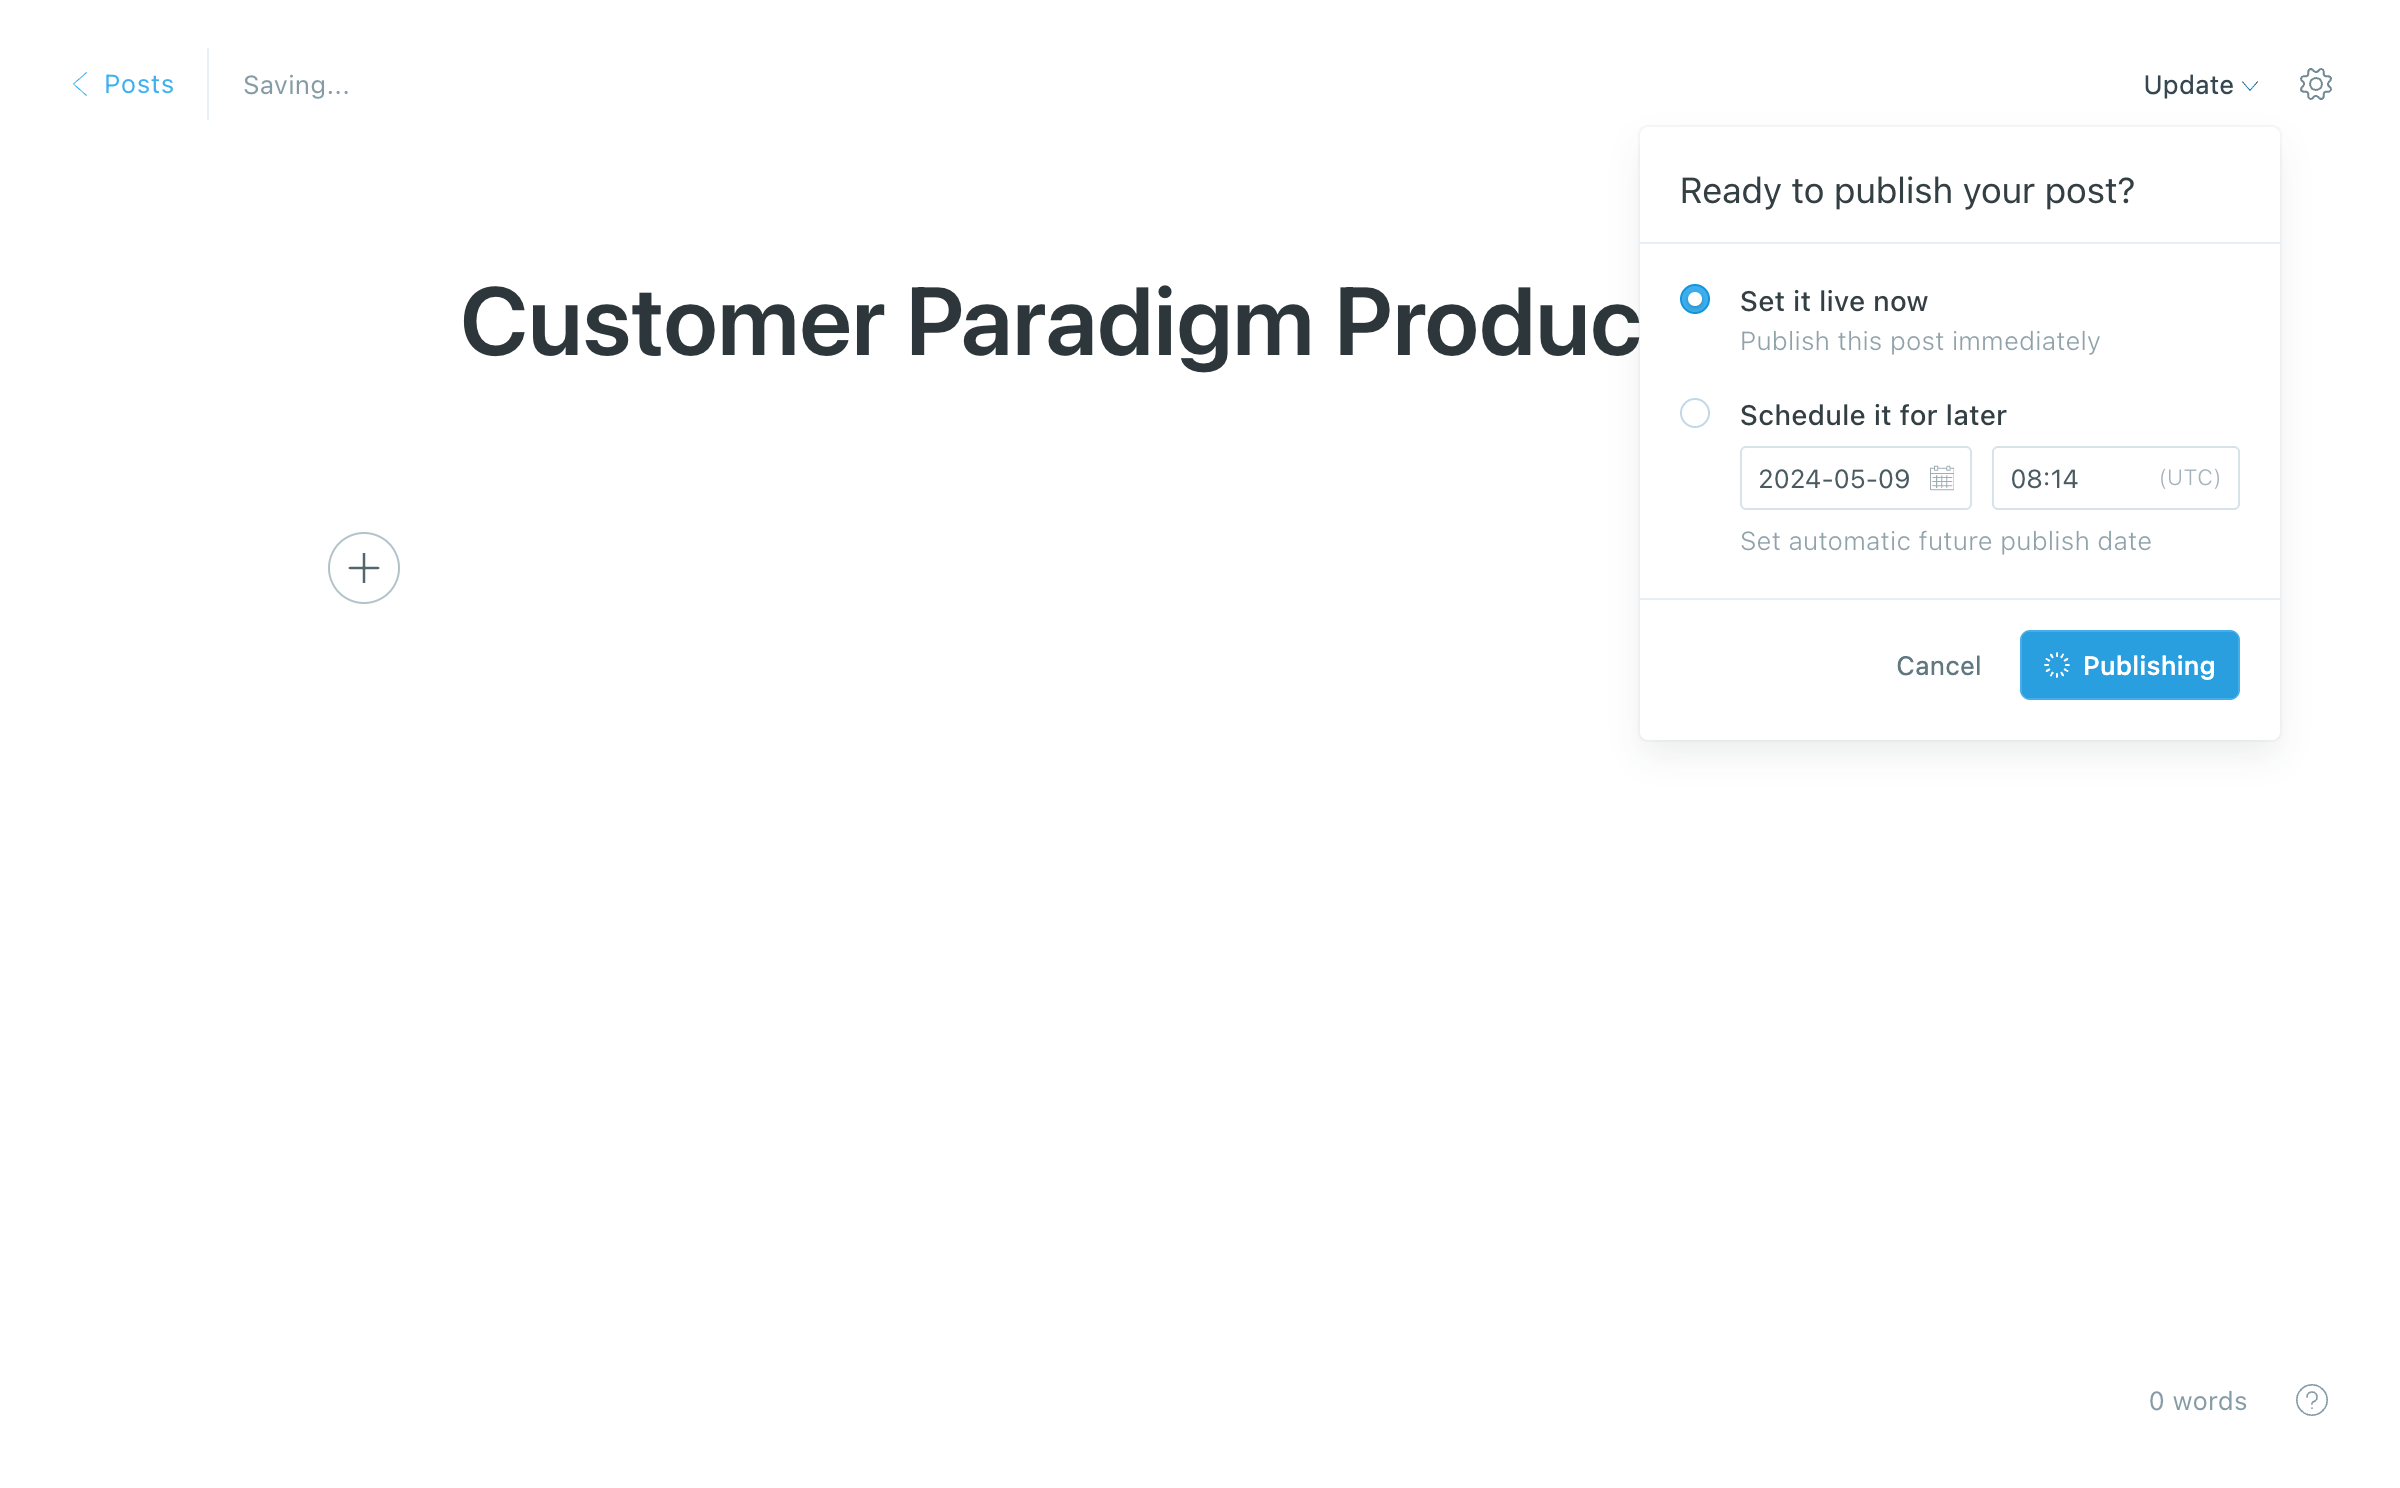 Posts
Saving...
Update
Ready to publish your post?
Customer Paradigm
Set it live now
Publish this post immediately
Schedule it for later
2024-05-09
08:14 (UTC)
Set automatic future publish date
Cancel
Publishing
0 words
?